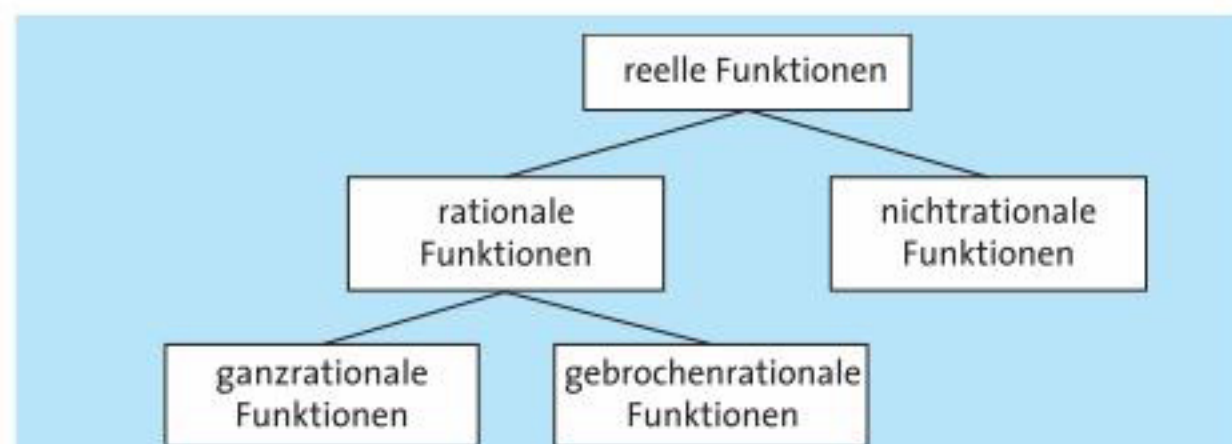 reelle Funktionen
rationale
Funktionen
nichtrationale
Funktionen
ganzrationale
Funktionen
gebrochenrationale
Funktionen